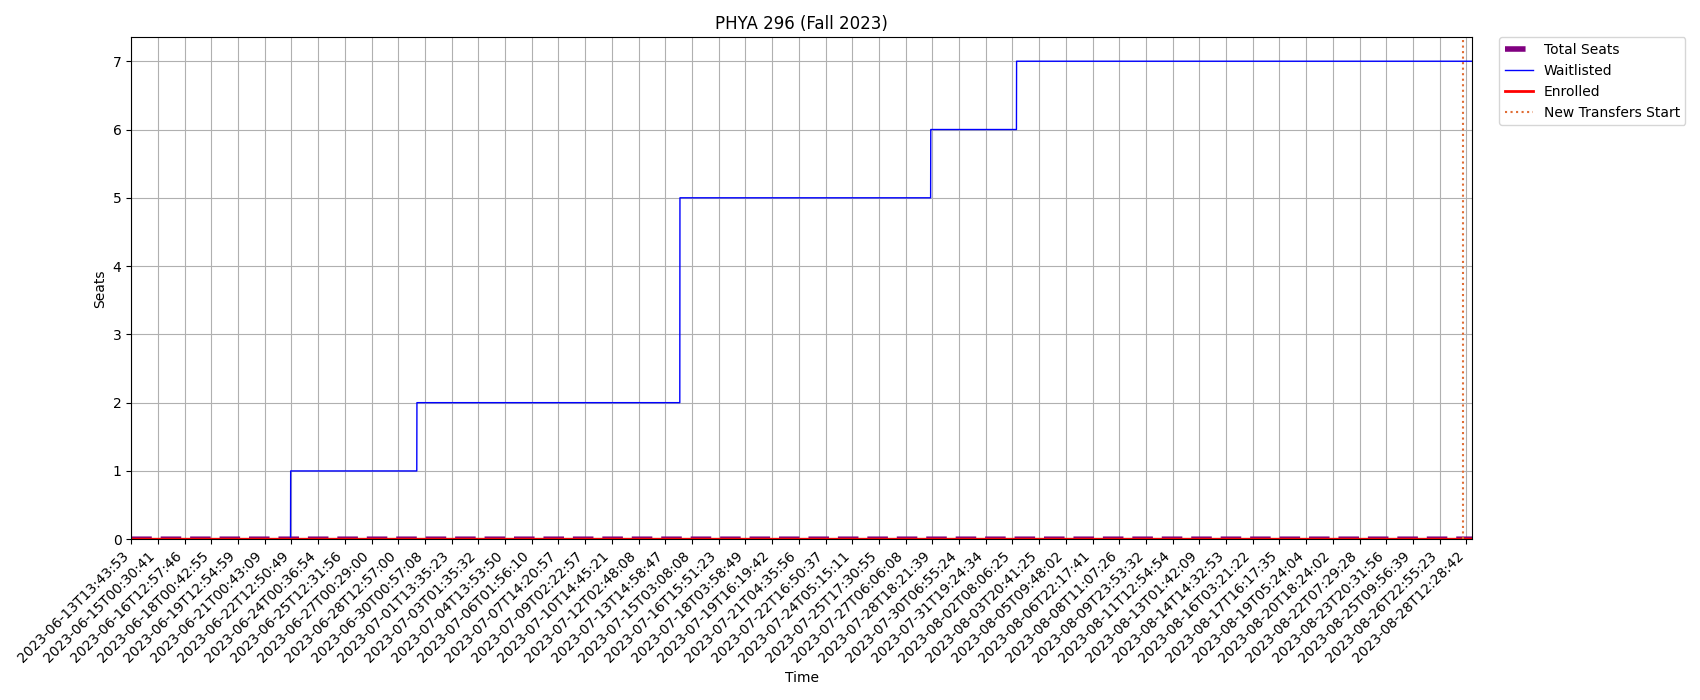 PHYA 296 (Fall 2023)
Total Seats
Waitlisted
Enrolled
New Transfers Start
Seats
7
6
5
4
3
2
1
0
2023-06-13T13:43:53
2023-06-15T00:30:41
2023-06-16T12:57:46
2023-06-18T00:42:55
2023-06-19T12:54:59
2023-06-21T00:43:09
2023-06-22T12:50:49
2023-06-24T00:36:54
2023-06-25T12:31:56
2023-06-27T00:29:00
2023-06-28T12:57:00
2023-06-30T00:57:08
2023-07-01T13:35:23
2023-07-03T01:35:32
2023-07-04T13:53:50
2023-07-06T01:56:10
2023-07-07T14:20:57
2023-07-09T02:22:57
2023-07-10T14:45:21
2023-07-12T02:48:08
2023-07-13T14:58:47
2023-07-15T03:08:08
2023-07-16T15:51:23
2023-07-18T03:58:49
2023-07-19T16:19:42
2023-07-21T04:35:56
2023-07-22T16:50:37
2023-07-24T05:15:11
2023-07-25T17:30:55
2023-07-27T06:06:08
2023-07-28T18:21:39
2023-07-30T06:55:24
2023-07-31T19:24:34
2023-08-02T08:06:25
2023-08-03T20:41:25
2023-08-05T09:48:02
2023-08-06T22:17:41
2023-08-08T11:07:26
2023-08-09T23:53:32
2023-08-11T12:54:54
2023-08-13T01:42:09
2023-08-14T14:32:53
2023-08-16T03:21:22
2023-08-17T16:17:35
2023-08-19T05:24:04
2023-08-20T18:24:02
2023-08-22T07:29:28
2023-08-23T20:31:56
2023-08-25T09:56:39
2023-08-26T22:55:23
2023-08-28T12:28:42
Time